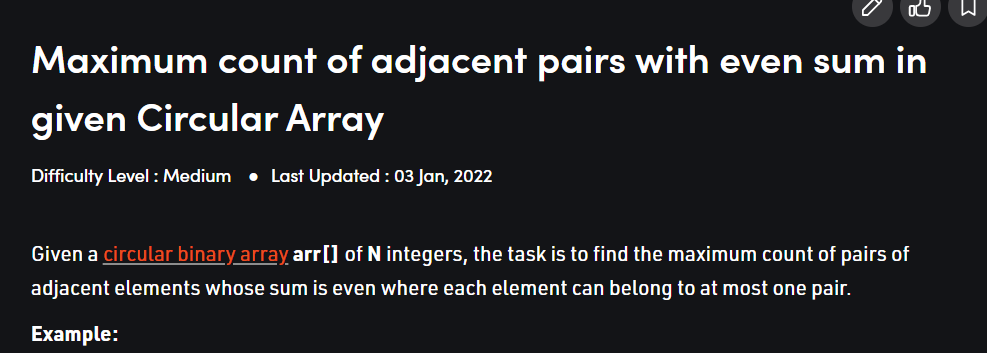 Maximum count of adjacent pairs with even sum in
given Circular Array
Difficulty Level : Medium ● Last Updated : 03 Jan, 2022
Given a circular binary array arr[] of N integers, the task is to find the maximum count of pairs of
adjacent elements whose sum is even where each element can belong to at most one pair.
Example: